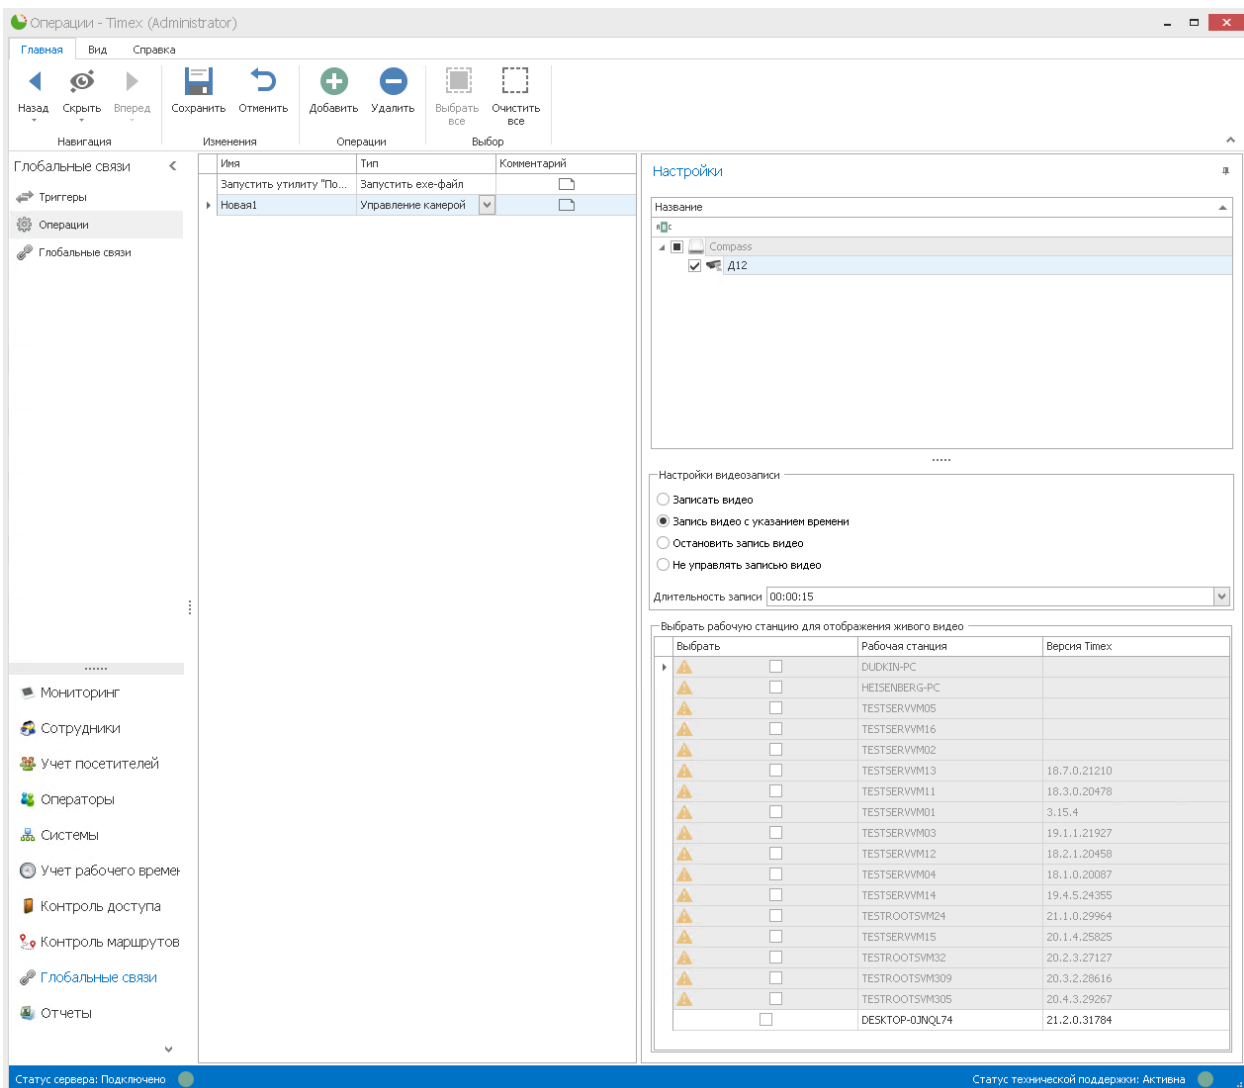 Операции - Timex (Administrator)
Главная Вид Справка
Назад Скрыть Вперед Сохранить Отменить Добавить Удалить Выбрать все Очистить все
Навигация Изменения Операции Выбор
Глобальные связи
Триггеры
Операции
Глобальные связи
Мониторинг
Сотрудники
Учет посетителей
Операторы
Системы
Учет рабочего времен
Контроль доступа
Контроль маршрутов
Глобальные связи
Отчеты
Имя Тип Комментарий
Запустить утилиту "По... Запустить exe-файл
Новая1 Управление камерой
Настройки
Название
Compass
Д12
Настройки видеозаписи
Записать видео
Запись видео с указанием времени
Остановить запись видео
Не управлять записью видео
Длительность записи 00:00:15
Выбрать рабочую станцию для отображения живого видео
Выбрать Рабочая станция Версия Timex
DUDKIN-PC
HEISENBERG-PC
TESTSERVVM05
TESTSERVVM16
TESTSERVVM02
TESTSERVVM13 18.7.0.21210
TESTSERVVM11 18.3.0.20478
TESTSERVVM01 3.15.4
TESTSERVVM03 19.1.1.21927
TESTSERVVM12 18.2.1.20458
TESTSERVVM04 18.1.0.20087
TESTSERVVM14 19.4.5.24355
TESTROOTSVM24 21.1.0.29964
TESTSERVVM15 20.1.4.25825
TESTROOTSVM32 20.2.3.27127
TESTROOTSVM309 20.3.2.28616
TESTROOTSVM305 20.4.3.29267
DESKTOP-0JNQL74 21.2.0.31784
Статус сервера: Подключено Статус технической поддержки: Активна